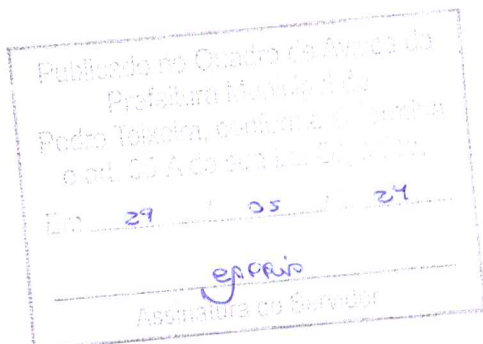 Publicado no Quadro de Avisos da
Prefeitura Municipal de
Pedro Teixeira, conforme determina
o art. 
Em 29 / 05 / 24
Assinatura do Servidor